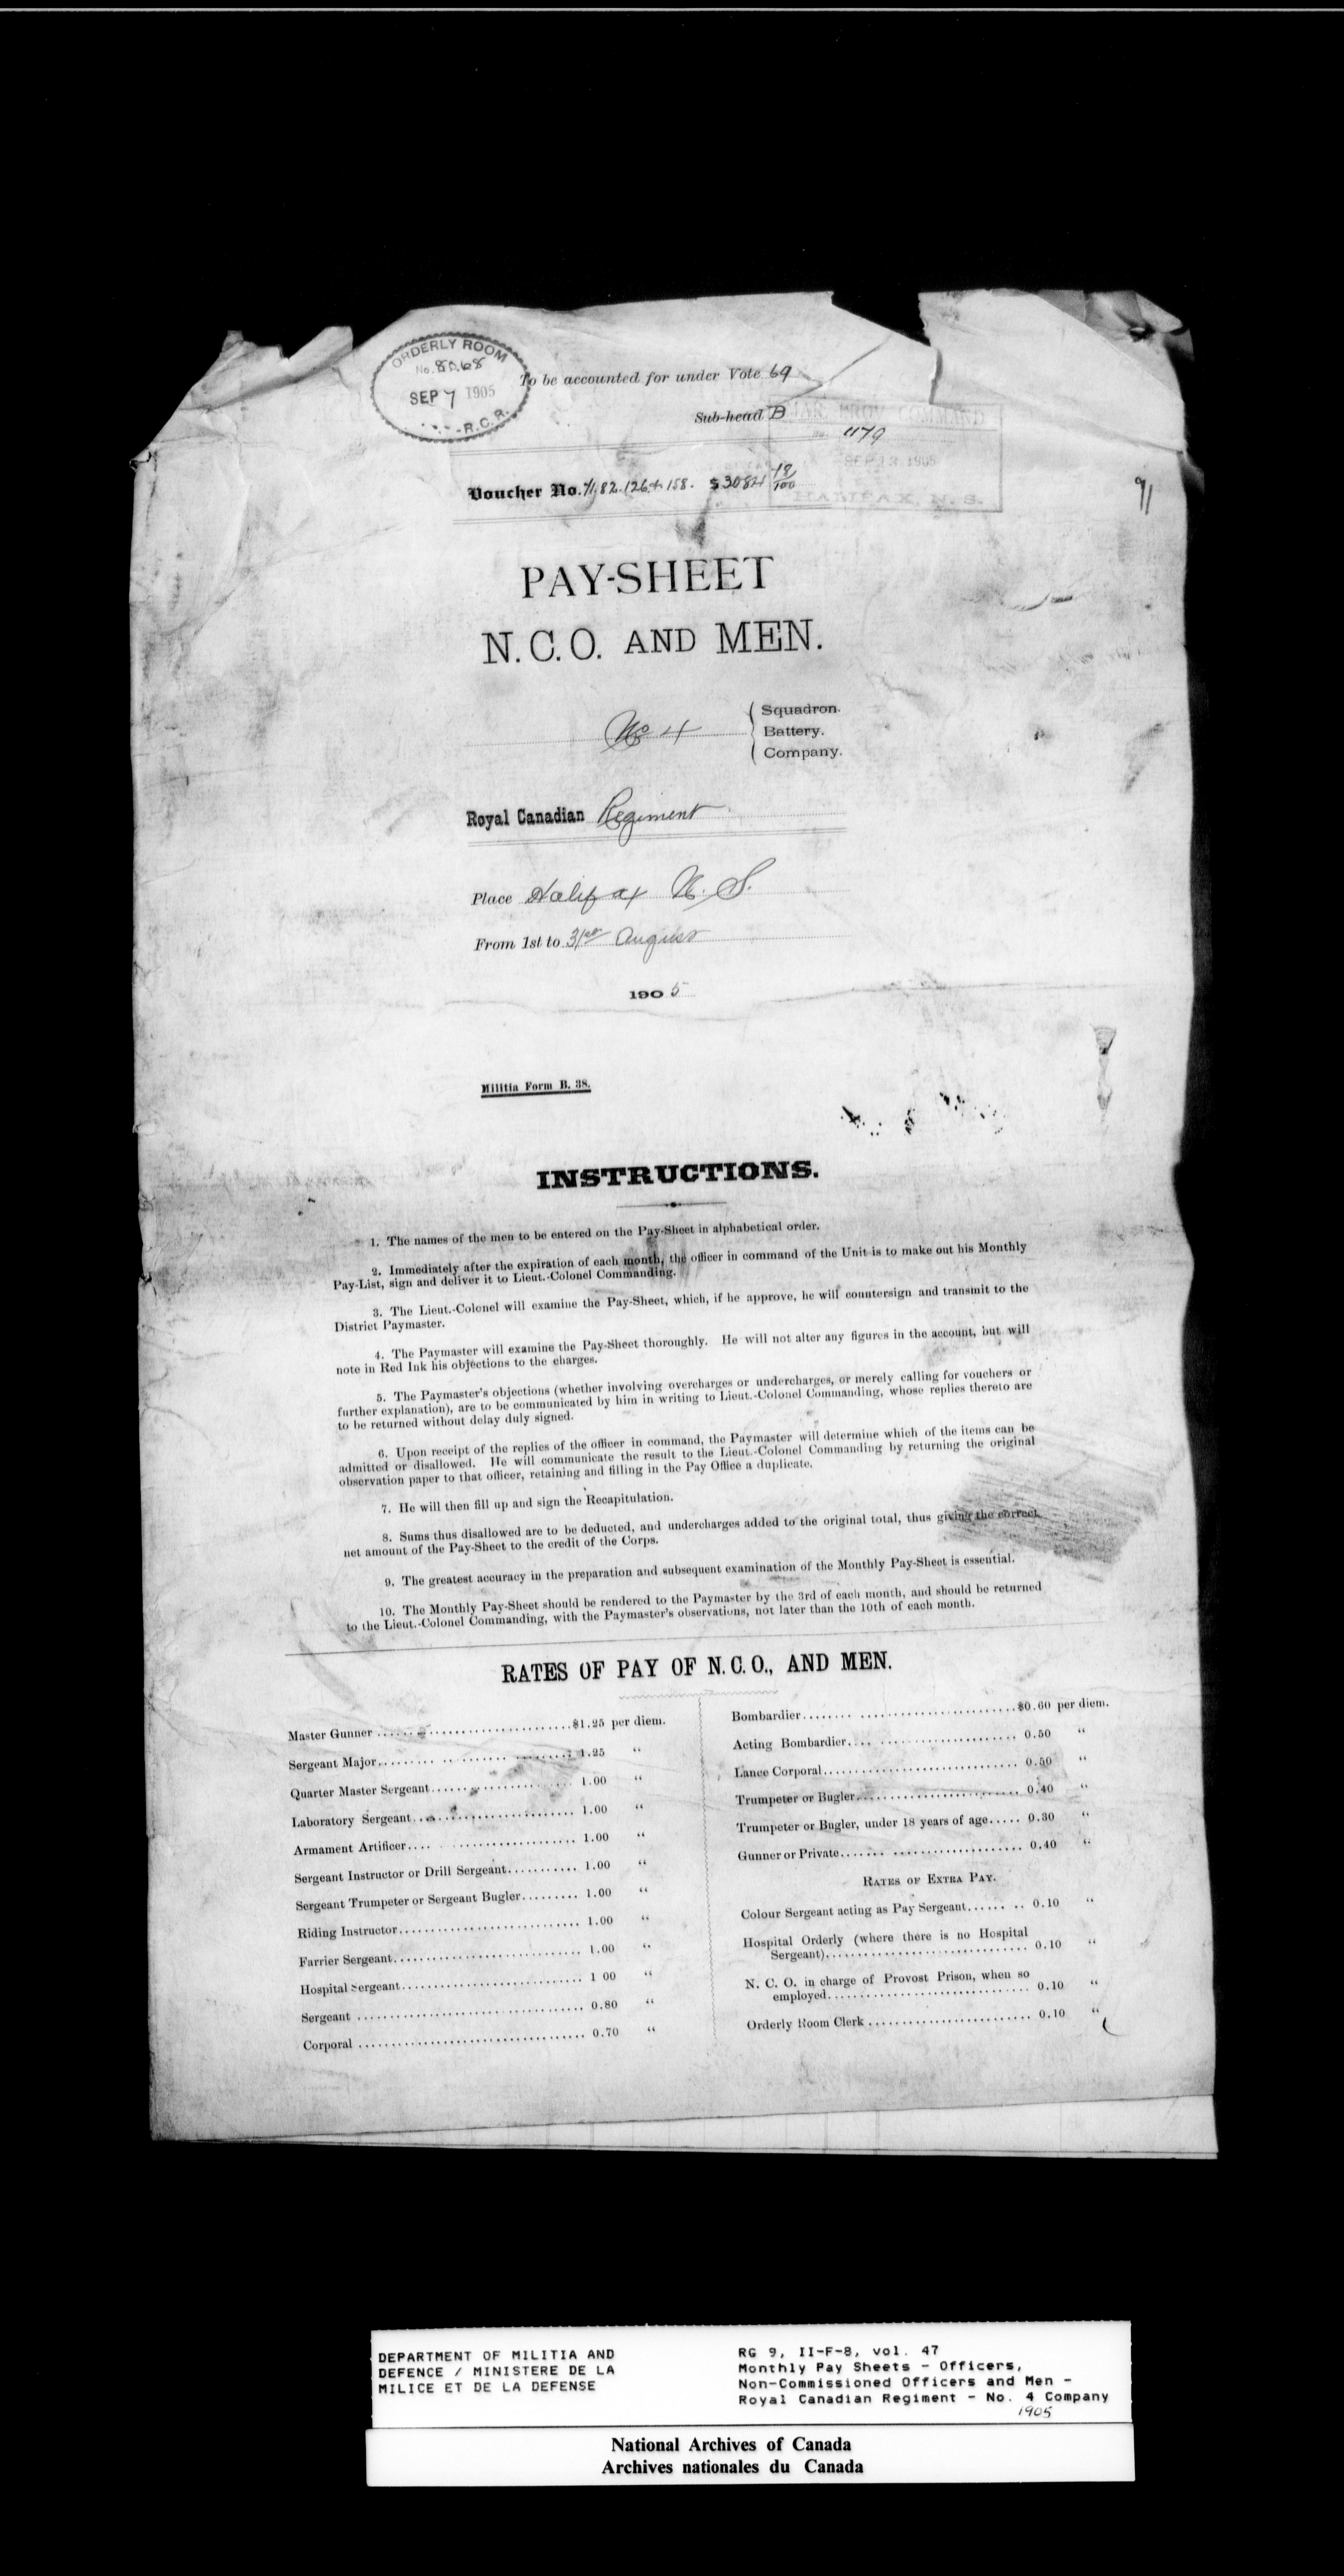 ORDERLY ROOM
No.
SEP 7 1905
R.C.R.
To be accounted for under Vote 69
Sub-head B
MAR. PROV. COMMAND
1179
SEP 13 1905
HALIFAX, N. S.
Voucher No. 71,82.126+158. $3084 18/100
91
PAY-SHEET
N.C.O. AND MEN.
No 4
Squadron.
Battery.
Company.
Royal Canadian Regiment
Place Halifax N. S.
From 1st to 31st August
1905
Militia Form B. 38.
INSTRUCTIONS.
1. The names of the men to be entered on the Pay-Sheet in alphabetical order.
2. Immediately after the expiration of each month, the officer in command of the Unit is to make out his Monthly
Pay-List, sign and deliver it to Lieut.-Colonel Commanding.
3. The Lieut.-Colonel will examine the Pay-Sheet, which, if he approve, he will countersign and transmit to the
District Paymaster.
4. The Paymaster will examine the Pay-Sheet thoroughly. He will not alter any figures in the account, but will
note in Red Ink his objections to the charges.
5. The Paymaster's objections (whether involving overcharges or undercharges, or merely calling for vouchers or
further explanation), are to be communicated by him in writing to Lieut.-Colonel Commanding, whose replies thereto are
to be returned without delay duly signed.
6. Upon receipt of the replies of the officer in command, the Paymaster will determine which of the items can be
admitted or disallowed. He will communicate the result to the Lieut.-Colonel Commanding by returning the original
observation paper to that officer, retaining and filling in the Pay Office a duplicate.
7. He will then fill up and sign the Recapitulation.
8. Sums thus disallowed are to be deducted, and undercharges added to the original total, thus giving the correct
net amount of the Pay-Sheet to the credit of the Corps.
9. The greatest accuracy in the preparation and subsequent examination of the Monthly Pay-Sheet is essential.
10. The Monthly Pay-Sheet should be rendered to the Paymaster by the 3rd of each month, and should be returned
to the Lieut.-Colonel Commanding, with the Paymaster's observations, not later than the 10th of each month.
RATES OF PAY OF N.C.O., AND MEN.
Master Gunner ........ $1.25 per diem.
Sergeant Major ........ 1.25 "
Quarter Master Sergeant ........ 1.00 "
Laboratory Sergeant ........ 1.00 "
Armament Artificer ........ 1.00 "
Sergeant Instructor or Drill Sergeant ........ 1.00 "
Sergeant Trumpeter or Sergeant Bugler ........ 1.00 "
Riding Instructor ........ 1.00 "
Farrier Sergeant ........ 1.00 "
Hospital Sergeant ........ 1 00 "
Sergeant ........ 0.80 "
Corporal ........ 0.70 "
Bombardier ........ $0.60 per diem.
Acting Bombardier ........ 0.50 "
Lance Corporal ........ 0.50 "
Trumpeter or Bugler ........ 0.40 "
Trumpeter or Bugler, under 18 years of age ..... 0.30 "
Gunner or Private ........ 0.40 "
RATES OF EXTRA PAY.
Colour Sergeant acting as Pay Sergeant ........ 0.10 "
Hospital Orderly (where there is no Hospital
Sergeant) ........ 0.10 "
N. C. O. in charge of Provost Prison, when so
employed ........ 0.10 "
Orderly Room Clerk ........ 0.10 "
DEPARTMENT OF MILITIA AND
DEFENCE / MINISTERE DE LA
MILICE ET DE LA DEFENSE
RG 9, II-F-8, vol. 47
Monthly Pay Sheets - Officers,
Non-Commissioned Officers and Men -
Royal Canadian Regiment - No. 4 Company
1905
National Archives of Canada
Archives nationales du Canada